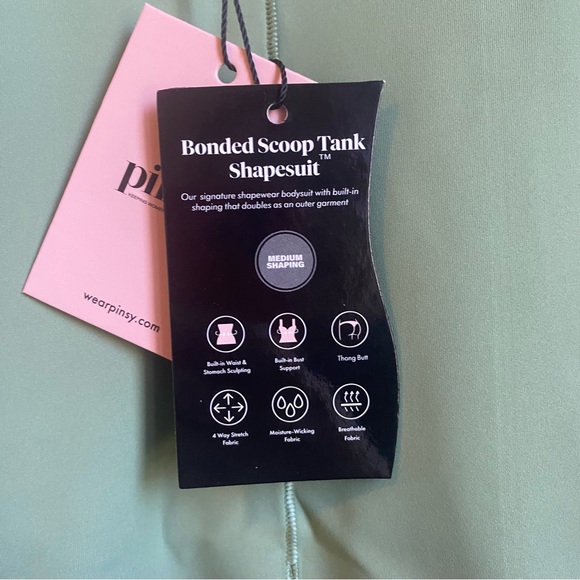 Bonded Scoop Tank
Shapesuit™
Our signature shapewear bodysuit with built-in
shaping that doubles as an outer garment
MEDIUM
SHAPING
Built-in Waist &
Stomach Sculpting
Built-in Bust
Support
Thong Butt
4 Way Stretch
Fabric
Moisture-Wicking
Fabric
Breathable
Fabric
pi
KEEPING
wearpinsy.com